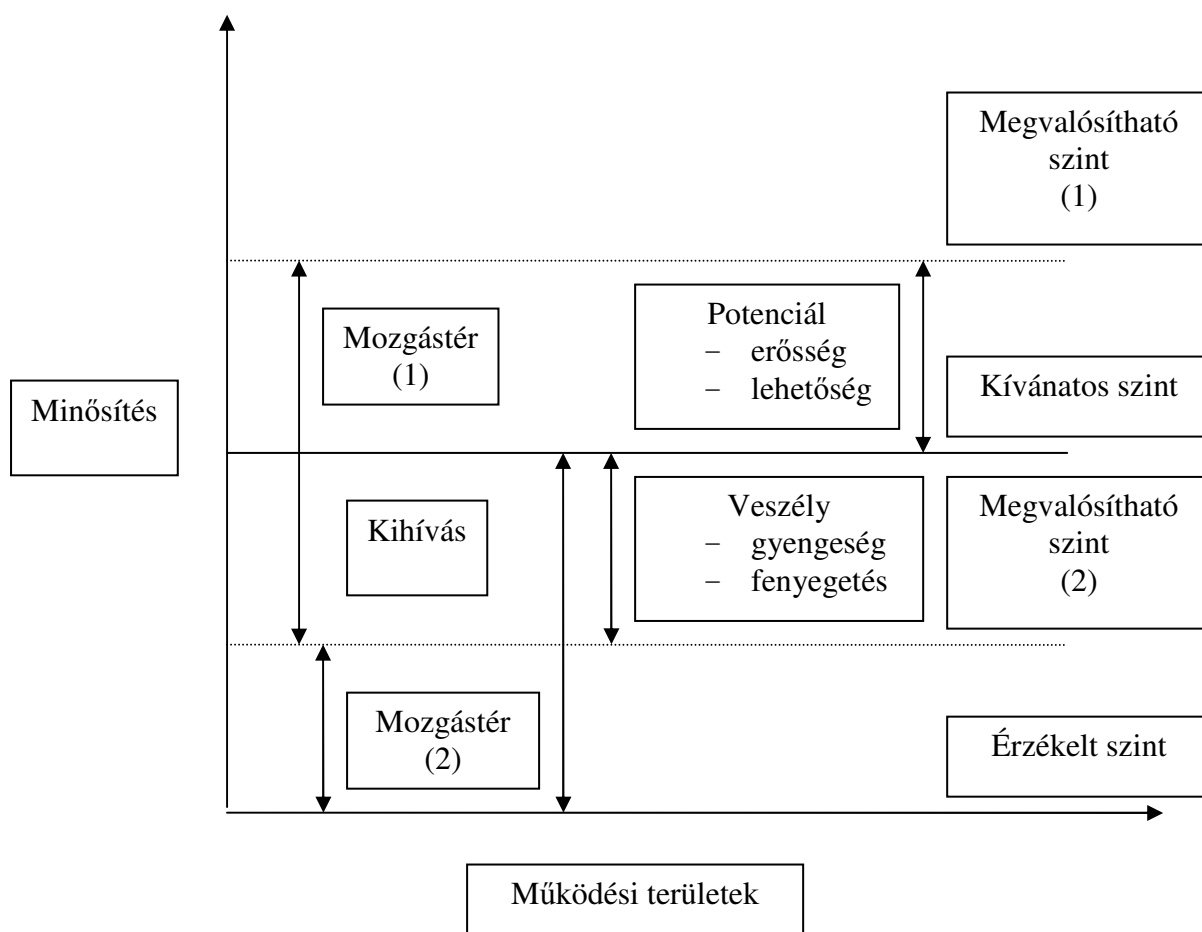 Megvalósítható
szint
(1)
Mozgástér
(1)
Potenciál
– erősség
– lehetőség
Minősítés
Kívánatos szint
Kihívás
Veszély
– gyengeség
– fenyegetés
Megvalósítható
szint
(2)
Mozgástér
(2)
Érzékelt szint
Működési területek